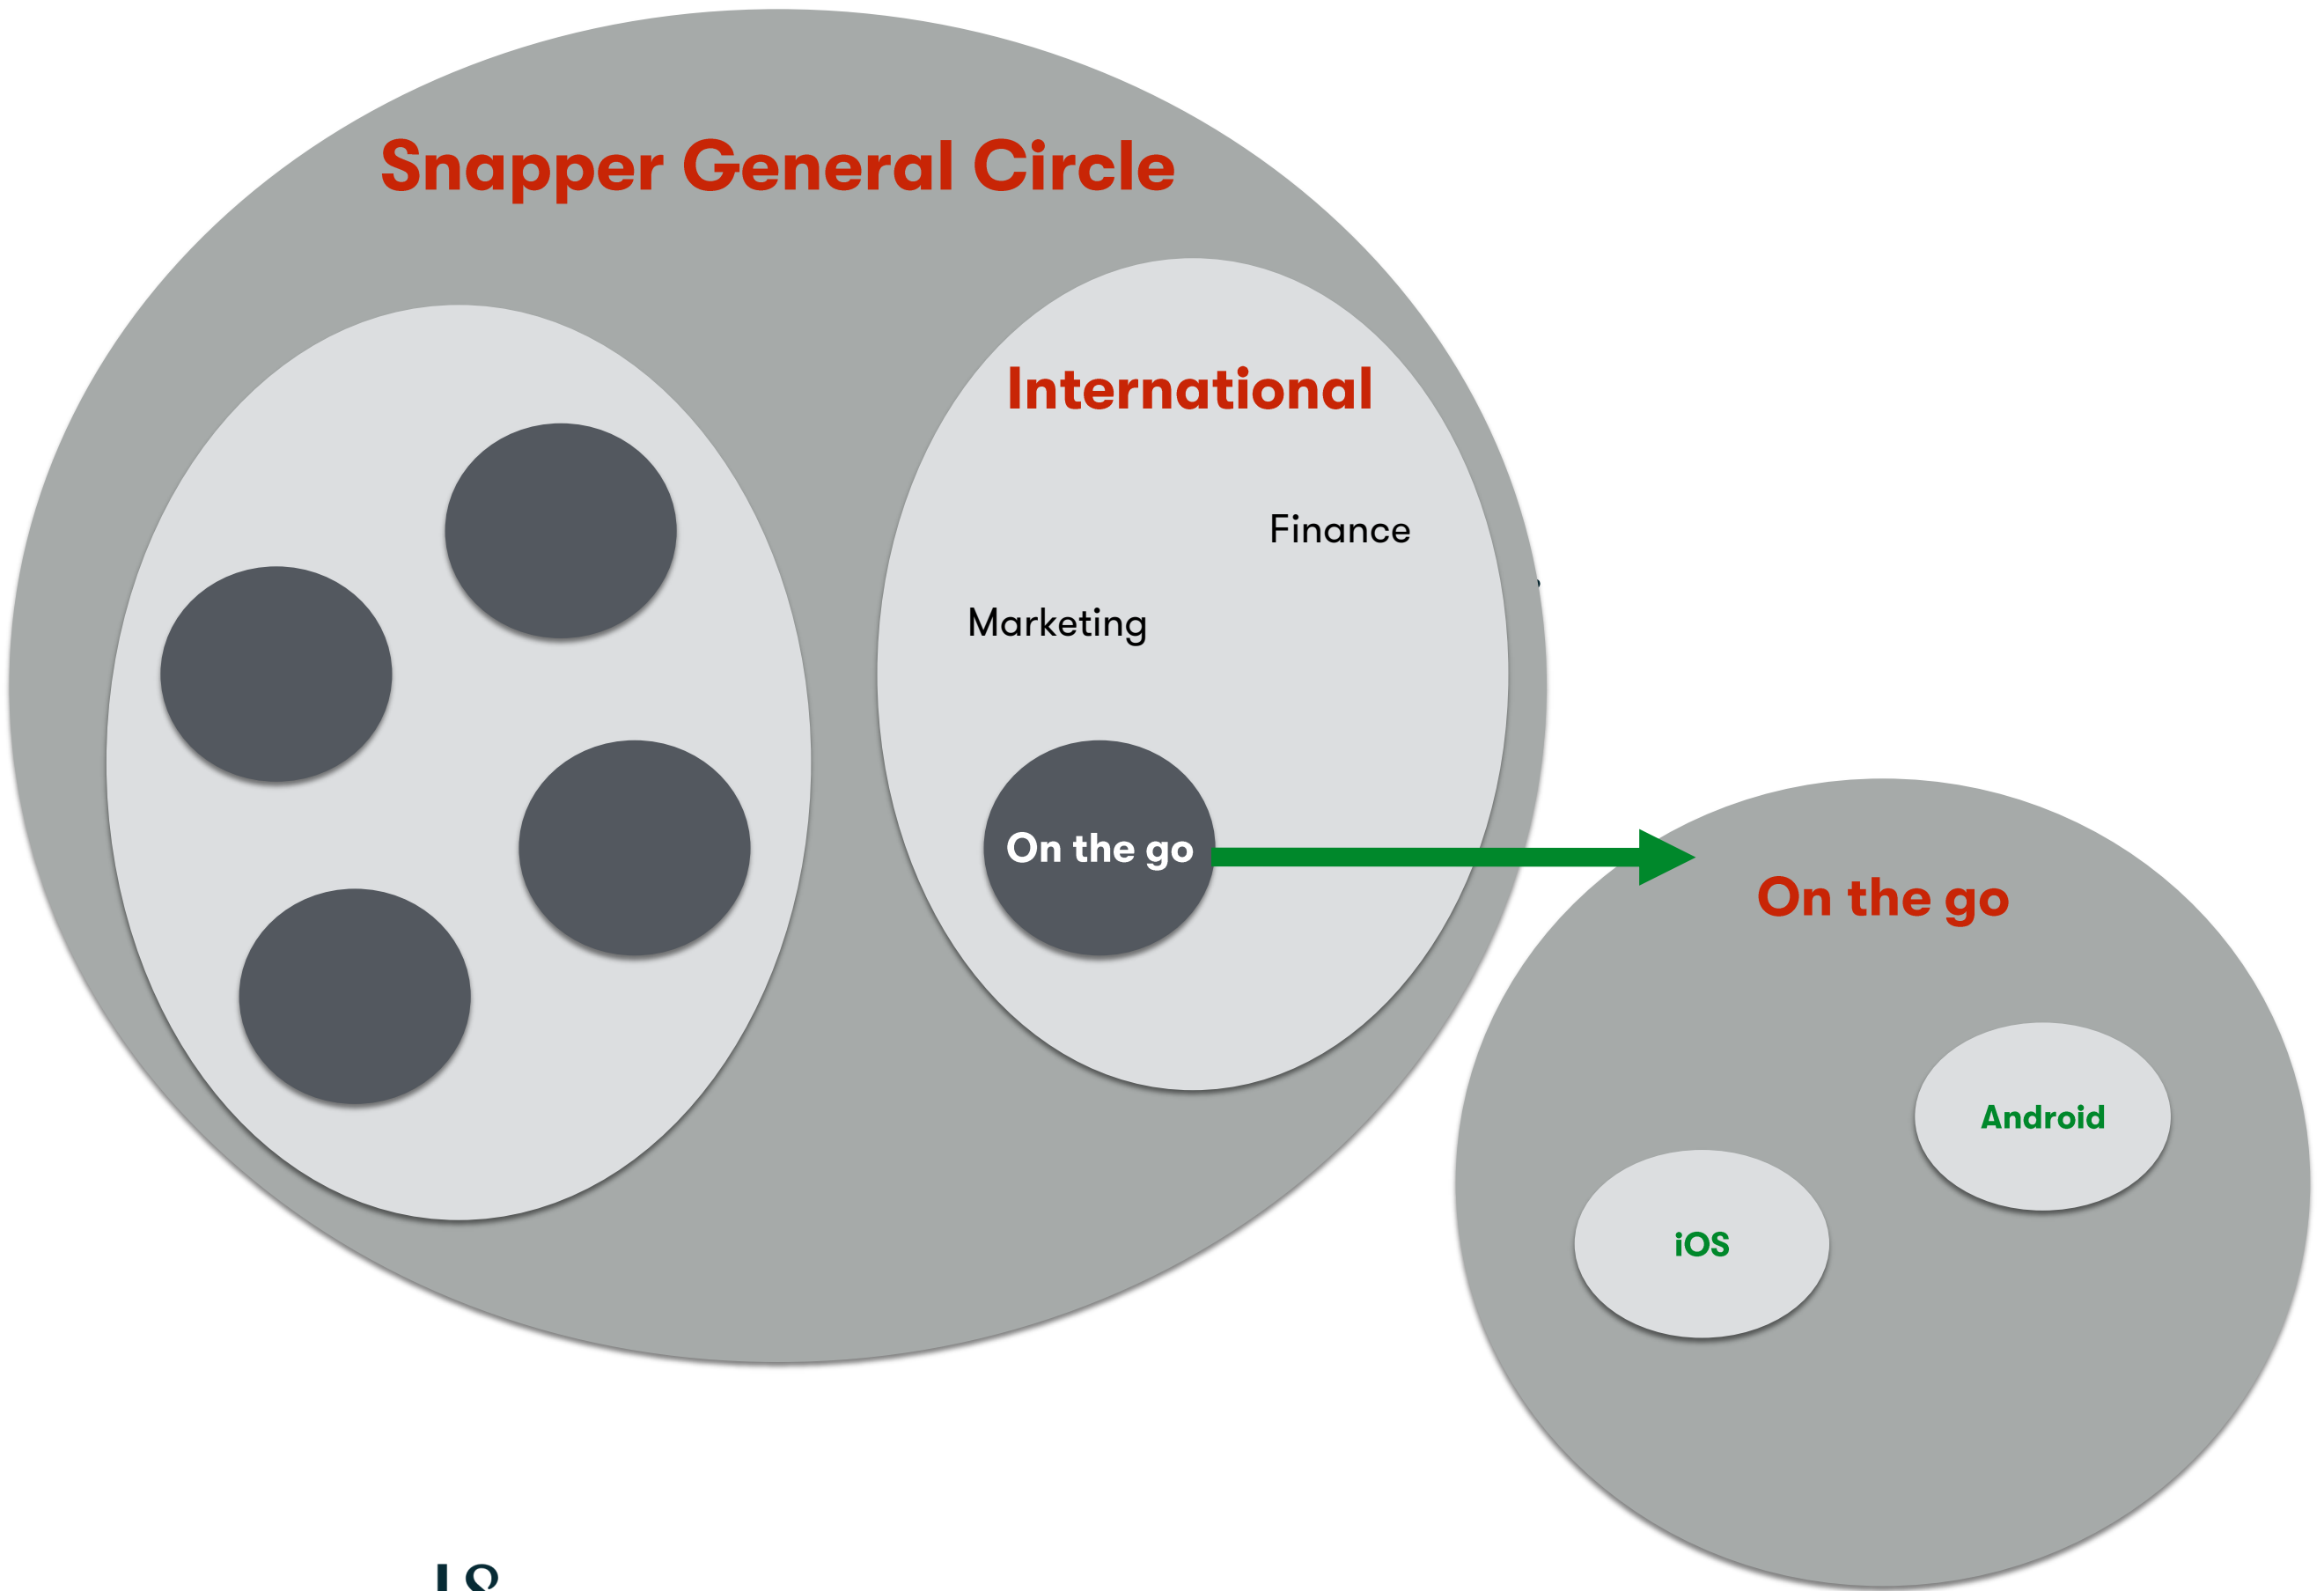 Snapper General Circle
International
Finance
Marketing
On the go
On the go
Android
iOS